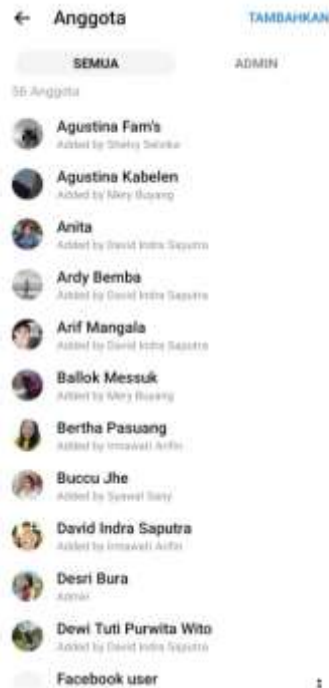 Anggota
TAMBAHKAN
SEMUA
ADMIN
56 Anggota
Agustina Fam's
Added by Shelvy Selvika
Agustina Kabelen
Added by Mery Buyang
Anita
Added by David Indra Saputra
Ardy Bemba
Added by David Indra Saputra
Arif Mangala
Added by David Indra Saputra
Ballok Messuk
Added by Mery Buyang
Bertha Pasuang
Added by Irmawati Arifin
Buccu Jhe
Added by Syawal
David Indra Saputra
Added by Irmawati Arifin
Desri Bura
Admin
Dewi Tuti Purwita Wito
Added by David Indra Saputra
Facebook user